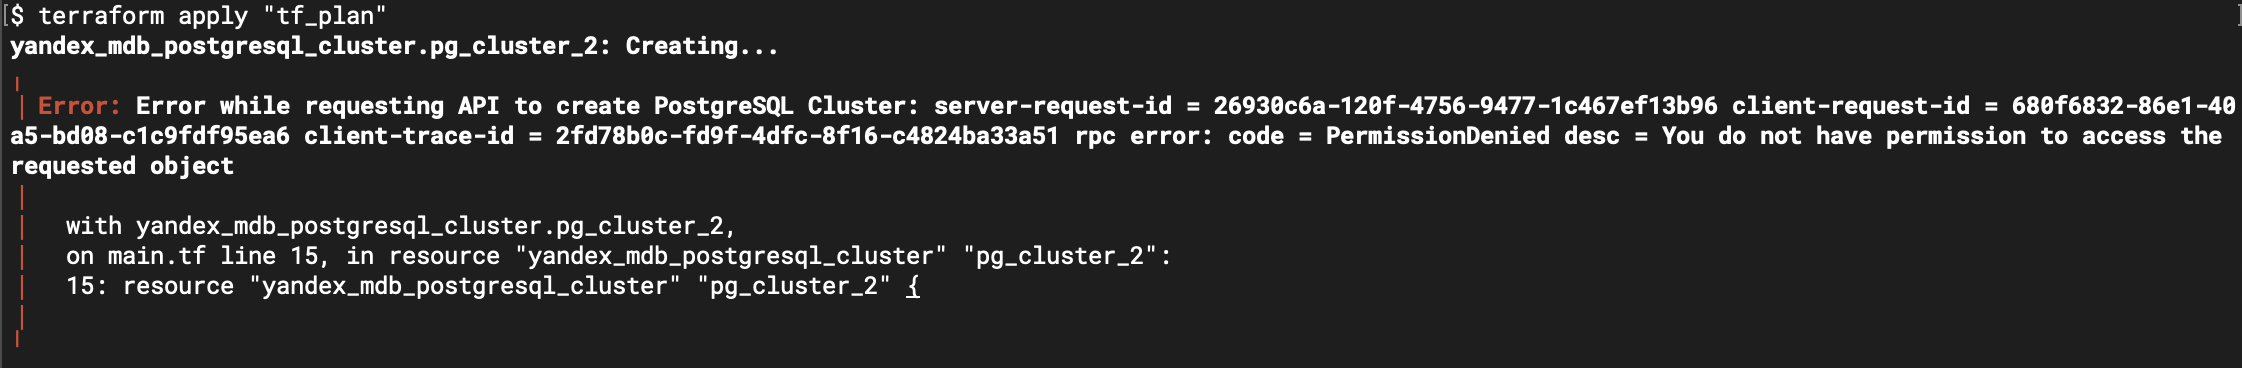 [$ terraform apply "tf_plan" ]
yandex_mdb_postgresql_cluster.pg_cluster_2: Creating...
│ Error: Error while requesting API to create PostgreSQL Cluster: server-request-id = 26930c6a-120f-4756-9477-1c467ef13b96 client-request-id = 680f6832-86e1-40
a5-bd08-c1c9fdf95ea6 client-trace-id = 2fd78b0c-fd9f-4dfc-8f16-c4824ba33a51 rpc error: code = PermissionDenied desc = You do not have permission to access the
requested object
│
│ with yandex_mdb_postgresql_cluster.pg_cluster_2,
│ on main.tf line 15, in resource "yandex_mdb_postgresql_cluster" "pg_cluster_2":
│ 15: resource "yandex_mdb_postgresql_cluster" "pg_cluster_2" {
│